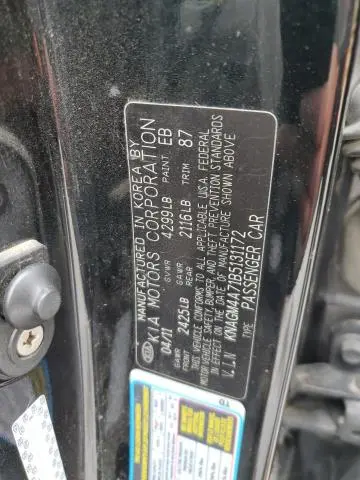 MANUFACTURED IN KOREA BY
KIA MOTORS CORPORATION
04/11 GVWR 4299LB PAINT EB
GAWR FRONT 2425LB GAWR REAR 2116LB TRIM 87
THIS VEHICLE CONFORMS TO ALL APPLICABLE U.S.A. FEDERAL
MOTOR VEHICLE SAFETY, BUMPER, AND THEFT PREVENTION STANDARDS
IN EFFECT ON THE DATE OF MANUFACTURE SHOWN ABOVE
V.I.N KNAGM4A71B5131172
TYPE: PASSENGER CAR